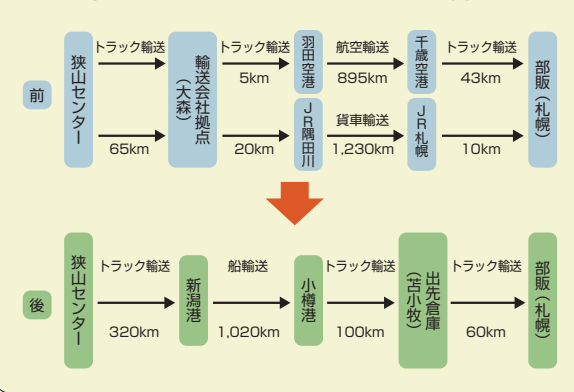 前
狭山センター
トラック輸送
65km
輸送会社拠点
（大森）
トラック輸送
5km
羽田空港
航空輸送
895km
千歳空港
トラック輸送
43km
20km
JR隅田川
貨車輸送
1,230km
JR札幌
10km
部販（札幌）
後
狭山センター
トラック輸送
320km
新潟港
船輸送
1,020km
小樽港
トラック輸送
100km
出先倉庫
（苫小牧）
トラック輸送
60km
部販（札幌）